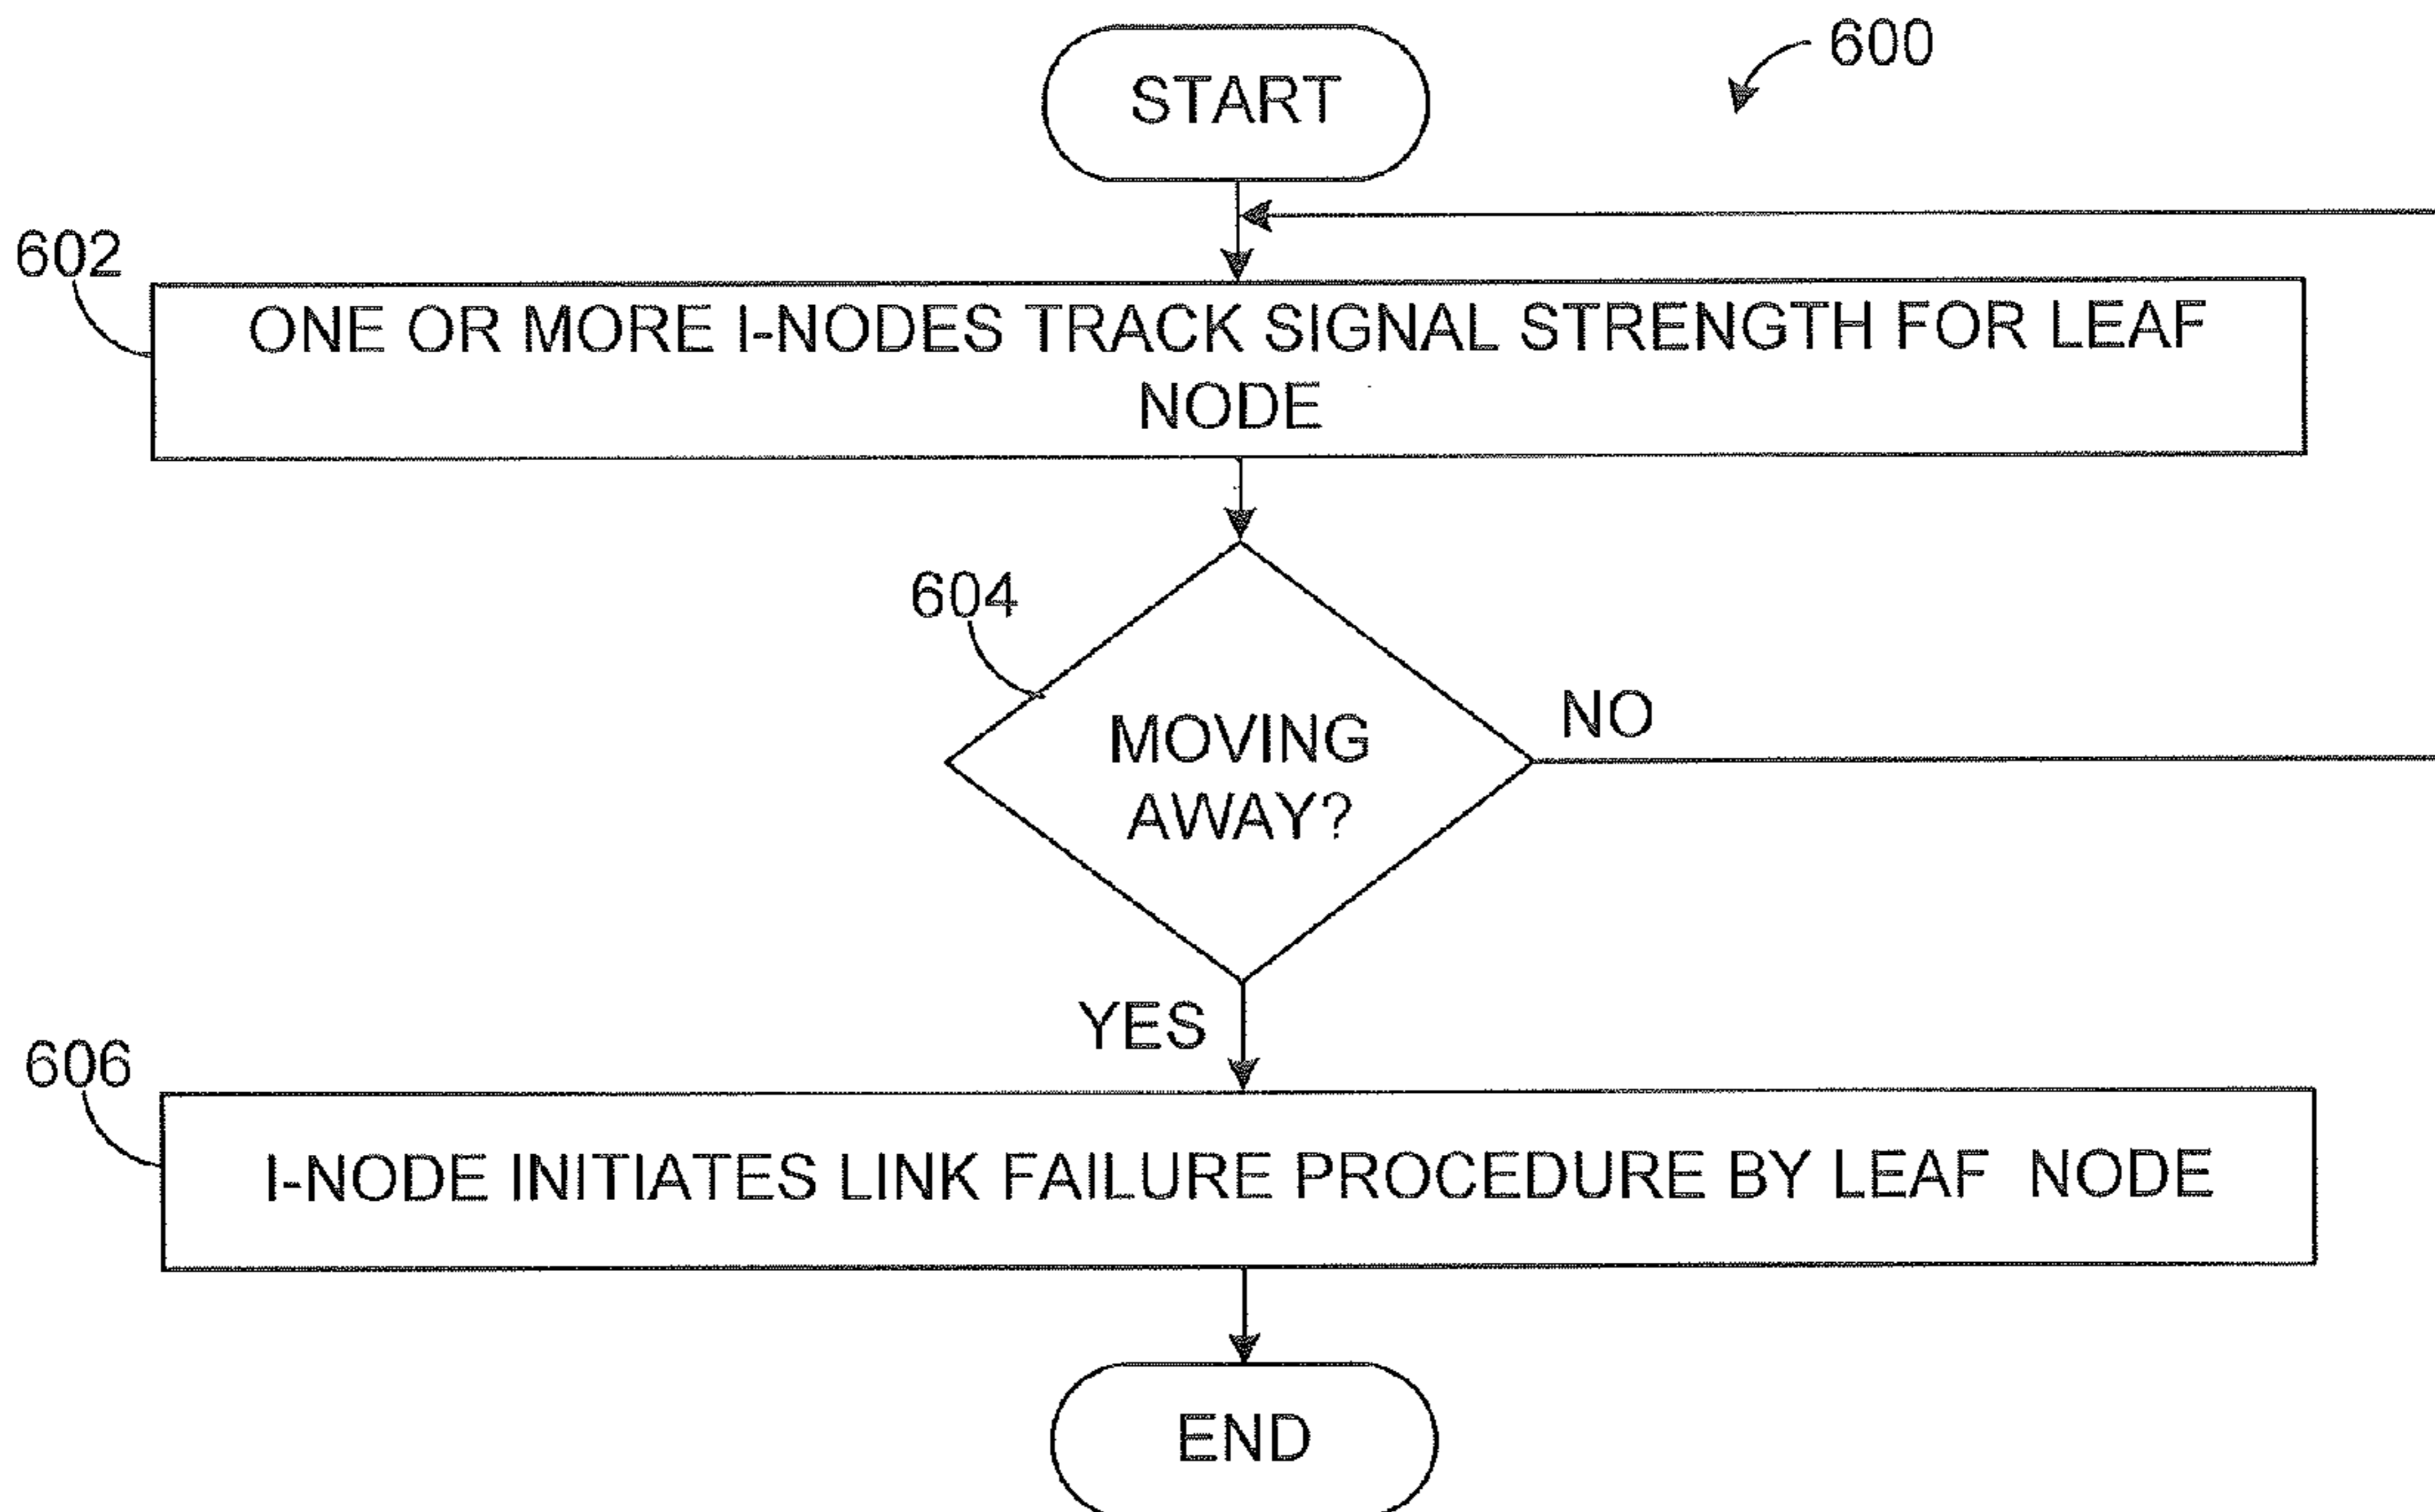 START
600
602
ONE OR MORE I-NODES TRACK SIGNAL STRENGTH FOR LEAF
NODE
604
MOVING
AWAY?
NO
YES
606
I-NODE INITIATES LINK FAILURE PROCEDURE BY LEAF NODE
END